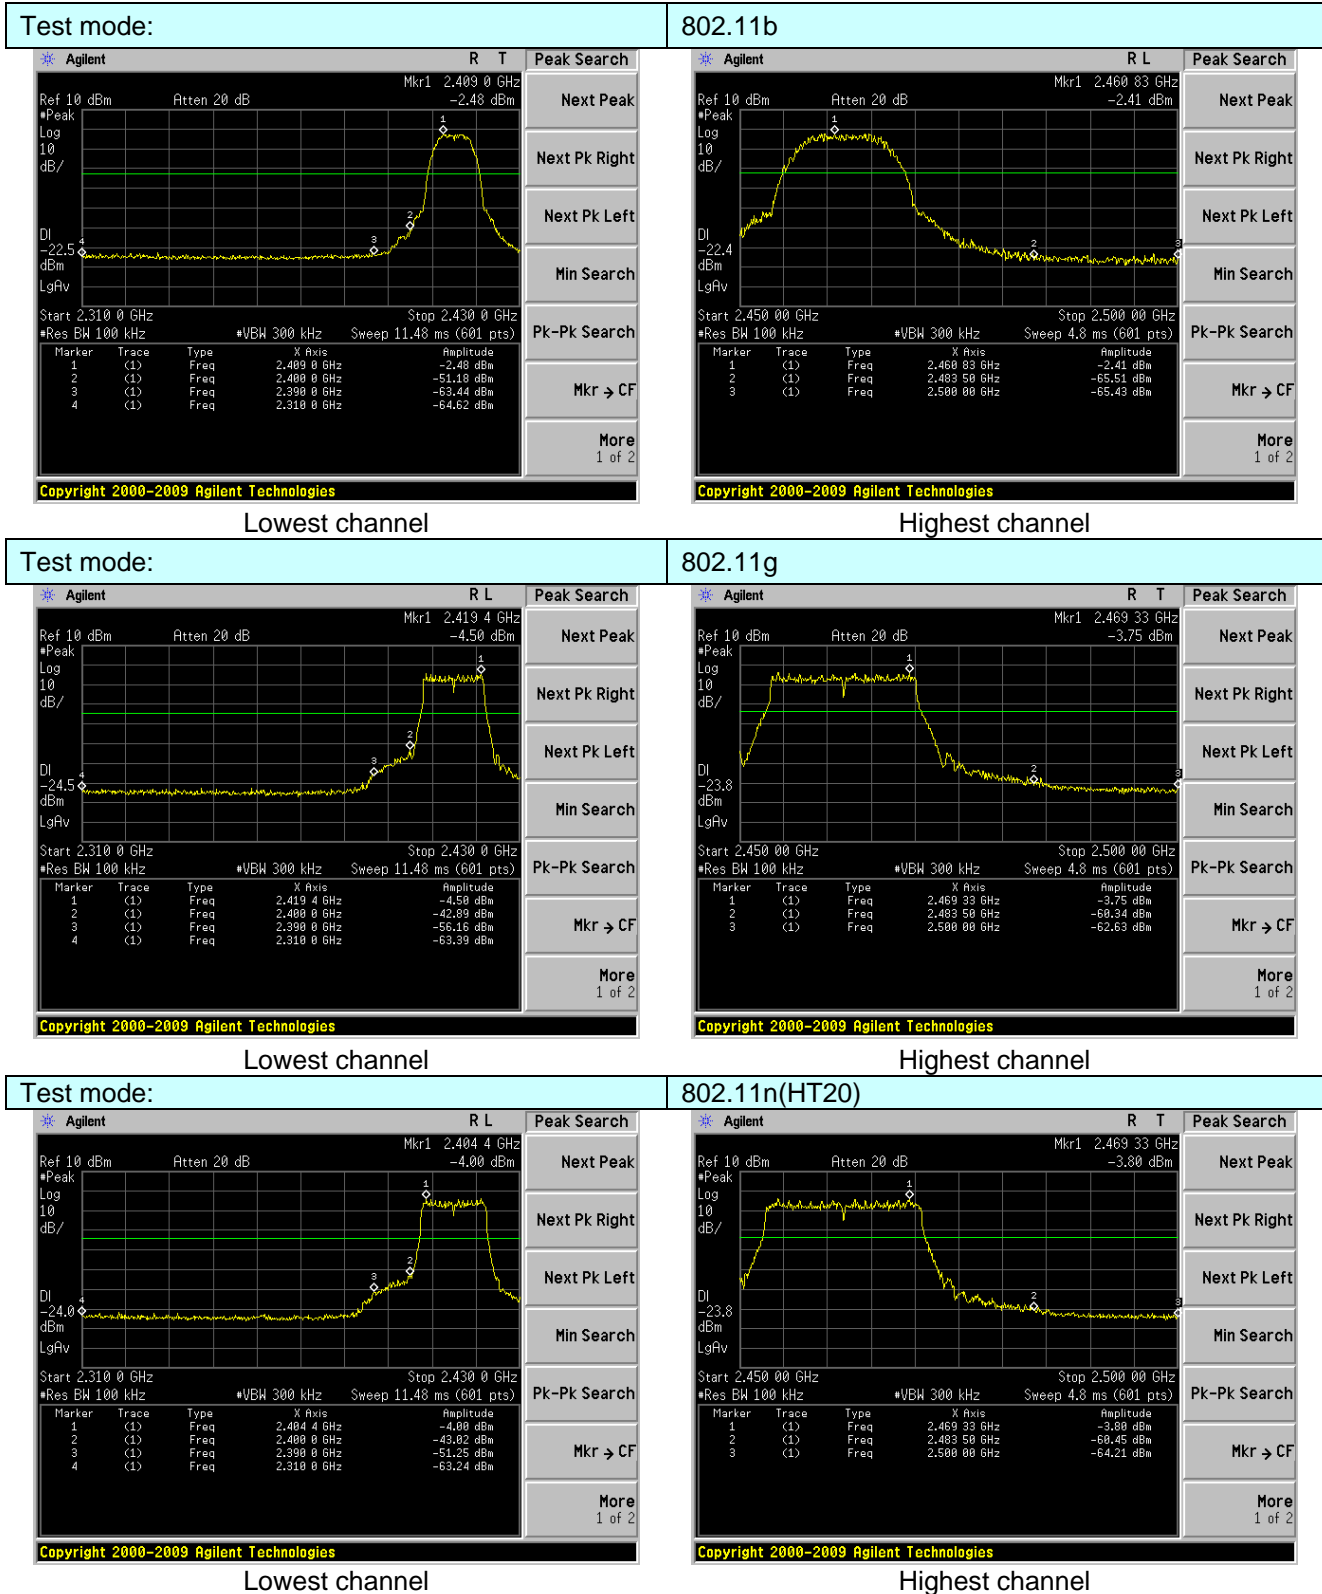 Test mode: 802.11b
Agilent R T Peak Search
Mkr1 2.409 0 GHz
Ref 10 dBm Atten 20 dB -2.48 dBm
#Peak
Log
10
dB/
1
2
3
4
DI
-22.5
dBm
LgAv
Start 2.310 0 GHz Stop 2.430 0 GHz
#Res BW 100 kHz #VBW 300 kHz Sweep 11.48 ms (601 pts)
Marker Trace Type X Axis Amplitude
1 (1) Freq 2.409 0 GHz -2.48 dBm
2 (1) Freq 2.400 0 GHz -51.18 dBm
3 (1) Freq 2.390 0 GHz -63.44 dBm
4 (1) Freq 2.310 0 GHz -64.62 dBm
Next Peak
Next Pk Right
Next Pk Left
Min Search
Pk-Pk Search
Mkr → CF
More
1 of 2
Copyright 2000-2009 Agilent Technologies
Lowest channel
Agilent R L Peak Search
Mkr1 2.460 83 GHz
Ref 10 dBm Atten 20 dB -2.41 dBm
#Peak
Log
10
dB/
1
2
3
DI
-22.4
dBm
LgAv
Start 2.450 00 GHz Stop 2.500 00 GHz
#Res BW 100 kHz #VBW 300 kHz Sweep 4.8 ms (601 pts)
Marker Trace Type X Axis Amplitude
1 (1) Freq 2.460 83 GHz -2.41 dBm
2 (1) Freq 2.483 50 GHz -65.51 dBm
3 (1) Freq 2.500 00 GHz -65.43 dBm
Next Peak
Next Pk Right
Next Pk Left
Min Search
Pk-Pk Search
Mkr → CF
More
1 of 2
Copyright 2000-2009 Agilent Technologies
Highest channel
Test mode: 802.11g
Agilent R L Peak Search
Mkr1 2.419 4 GHz
Ref 10 dBm Atten 20 dB -4.50 dBm
#Peak
Log
10
dB/
1
2
3
4
DI
-24.5
dBm
LgAv
Start 2.310 0 GHz Stop 2.430 0 GHz
#Res BW 100 kHz #VBW 300 kHz Sweep 11.48 ms (601 pts)
Marker Trace Type X Axis Amplitude
1 (1) Freq 2.419 4 GHz -4.50 dBm
2 (1) Freq 2.400 0 GHz -42.89 dBm
3 (1) Freq 2.390 0 GHz -56.16 dBm
4 (1) Freq 2.310 0 GHz -63.39 dBm
Next Peak
Next Pk Right
Next Pk Left
Min Search
Pk-Pk Search
Mkr → CF
More
1 of 2
Copyright 2000-2009 Agilent Technologies
Lowest channel
Agilent R T Peak Search
Mkr1 2.469 33 GHz
Ref 10 dBm Atten 20 dB -3.75 dBm
#Peak
Log
10
dB/
1
2
3
DI
-23.8
dBm
LgAv
Start 2.450 00 GHz Stop 2.500 00 GHz
#Res BW 100 kHz #VBW 300 kHz Sweep 4.8 ms (601 pts)
Marker Trace Type X Axis Amplitude
1 (1) Freq 2.469 33 GHz -3.75 dBm
2 (1) Freq 2.483 50 GHz -60.34 dBm
3 (1) Freq 2.500 00 GHz -62.63 dBm
Next Peak
Next Pk Right
Next Pk Left
Min Search
Pk-Pk Search
Mkr → CF
More
1 of 2
Copyright 2000-2009 Agilent Technologies
Highest channel
Test mode: 802.11n(HT20)
Agilent R L Peak Search
Mkr1 2.404 4 GHz
Ref 10 dBm Atten 20 dB -4.00 dBm
#Peak
Log
10
dB/
1
2
3
4
DI
-24.0
dBm
LgAv
Start 2.310 0 GHz Stop 2.430 0 GHz
#Res BW 100 kHz #VBW 300 kHz Sweep 11.48 ms (601 pts)
Marker Trace Type X Axis Amplitude
1 (1) Freq 2.404 4 GHz -4.00 dBm
2 (1) Freq 2.400 0 GHz -43.02 dBm
3 (1) Freq 2.390 0 GHz -51.25 dBm
4 (1) Freq 2.310 0 GHz -63.24 dBm
Next Peak
Next Pk Right
Next Pk Left
Min Search
Pk-Pk Search
Mkr → CF
More
1 of 2
Copyright 2000-2009 Agilent Technologies
Lowest channel
Agilent R T Peak Search
Mkr1 2.469 33 GHz
Ref 10 dBm Atten 20 dB -3.80 dBm
#Peak
Log
10
dB/
1
2
3
DI
-23.8
dBm
LgAv
Start 2.450 00 GHz Stop 2.500 00 GHz
#Res BW 100 kHz #VBW 300 kHz Sweep 4.8 ms (601 pts)
Marker Trace Type X Axis Amplitude
1 (1) Freq 2.469 33 GHz -3.80 dBm
2 (1) Freq 2.483 50 GHz -60.45 dBm
3 (1) Freq 2.500 00 GHz -64.21 dBm
Next Peak
Next Pk Right
Next Pk Left
Min Search
Pk-Pk Search
Mkr → CF
More
1 of 2
Copyright 2000-2009 Agilent Technologies
Highest channel